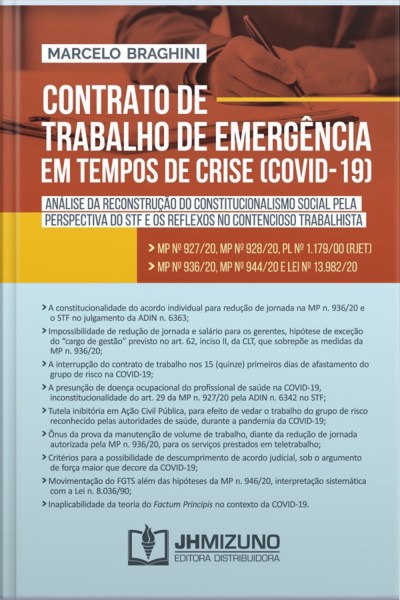 MARCELO BRAGHINI
CONTRATO DE
TRABALHO DE EMERGÊNCIA
EM TEMPOS DE CRISE (COVID-19)
ANÁLISE DA RECONSTRUÇÃO DO CONSTITUCIONALISMO SOCIAL PELA
PERSPECTIVA DO STF E OS REFLEXOS NO CONTENCIOSO TRABALHISTA
> MP Nº 927/20, MP Nº 928/20, PL Nº 1.179/00 (RJET)
> MP Nº 936/20, MP Nº 944/20 E LEI Nº 13.982/20
> A constitucionalidade do acordo individual para redução de jornada na MP n. 936/20 e
o STF no julgamento da ADIN n. 6363;
> Impossibilidade de redução de jornada e salário para os gerentes, hipótese de exceção
do "cargo de gestão" previsto no art. 62, inciso II, da CLT, que sobrepõe as medidas da
MP n. 936/20;
> A interrupção do contrato de trabalho nos 15 (quinze) primeiros dias de afastamento do
grupo de risco na COVID-19;
> A presunção de doença ocupacional do profissional de saúde na COVID-19,
inconstitucionalidade do art. 29 da MP n. 927/20 pela ADIN n. 6342 no STF;
> Tutela inibitória em Ação Civil Pública, para efeito de vedar o trabalho do grupo de risco
reconhecido pelas autoridades de saúde, durante a pandemia da COVID-19;
> Ônus da prova da manutenção de volume de trabalho, diante da redução de jornada
autorizada pela MP n. 936/20, para os serviços prestados em teletrabalho;
> Critérios para a possibilidade de descumprimento de acordo judicial, sob o argumento
de força maior que decore da COVID-19;
> Movimentação do FGTS além das hipóteses da MP n. 946/20, interpretação sistemática
com a Lei n. 8.036/90;
> Inaplicabilidade da teoria do Factum Principis no contexto da COVID-19.
JHMIZUNO
EDITORA DISTRIBUIDORA